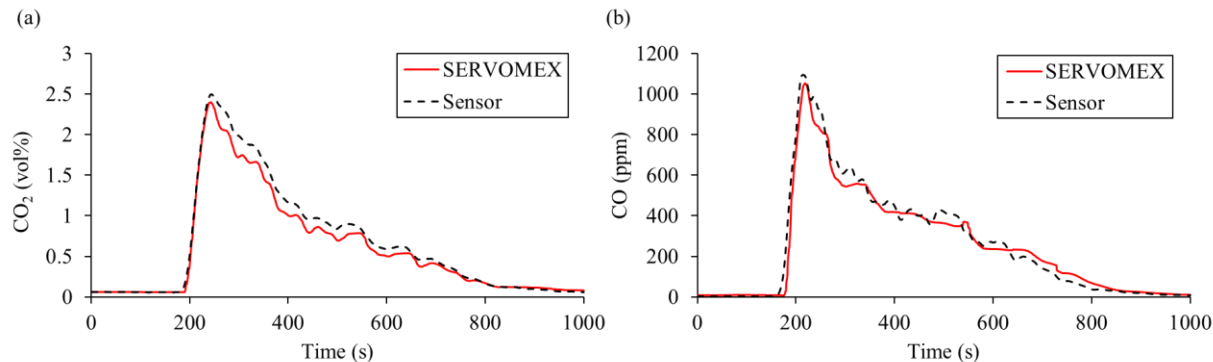 (a)
3
2.5
2
1.5
1
0.5
0
CO₂ (vol%)
SERVOMEX
Sensor
0 200 400 600 800 1000
Time (s)
(b)
1200
1000
800
600
400
200
0
CO (ppm)
SERVOMEX
Sensor
0 200 400 600 800 1000
Time (s)